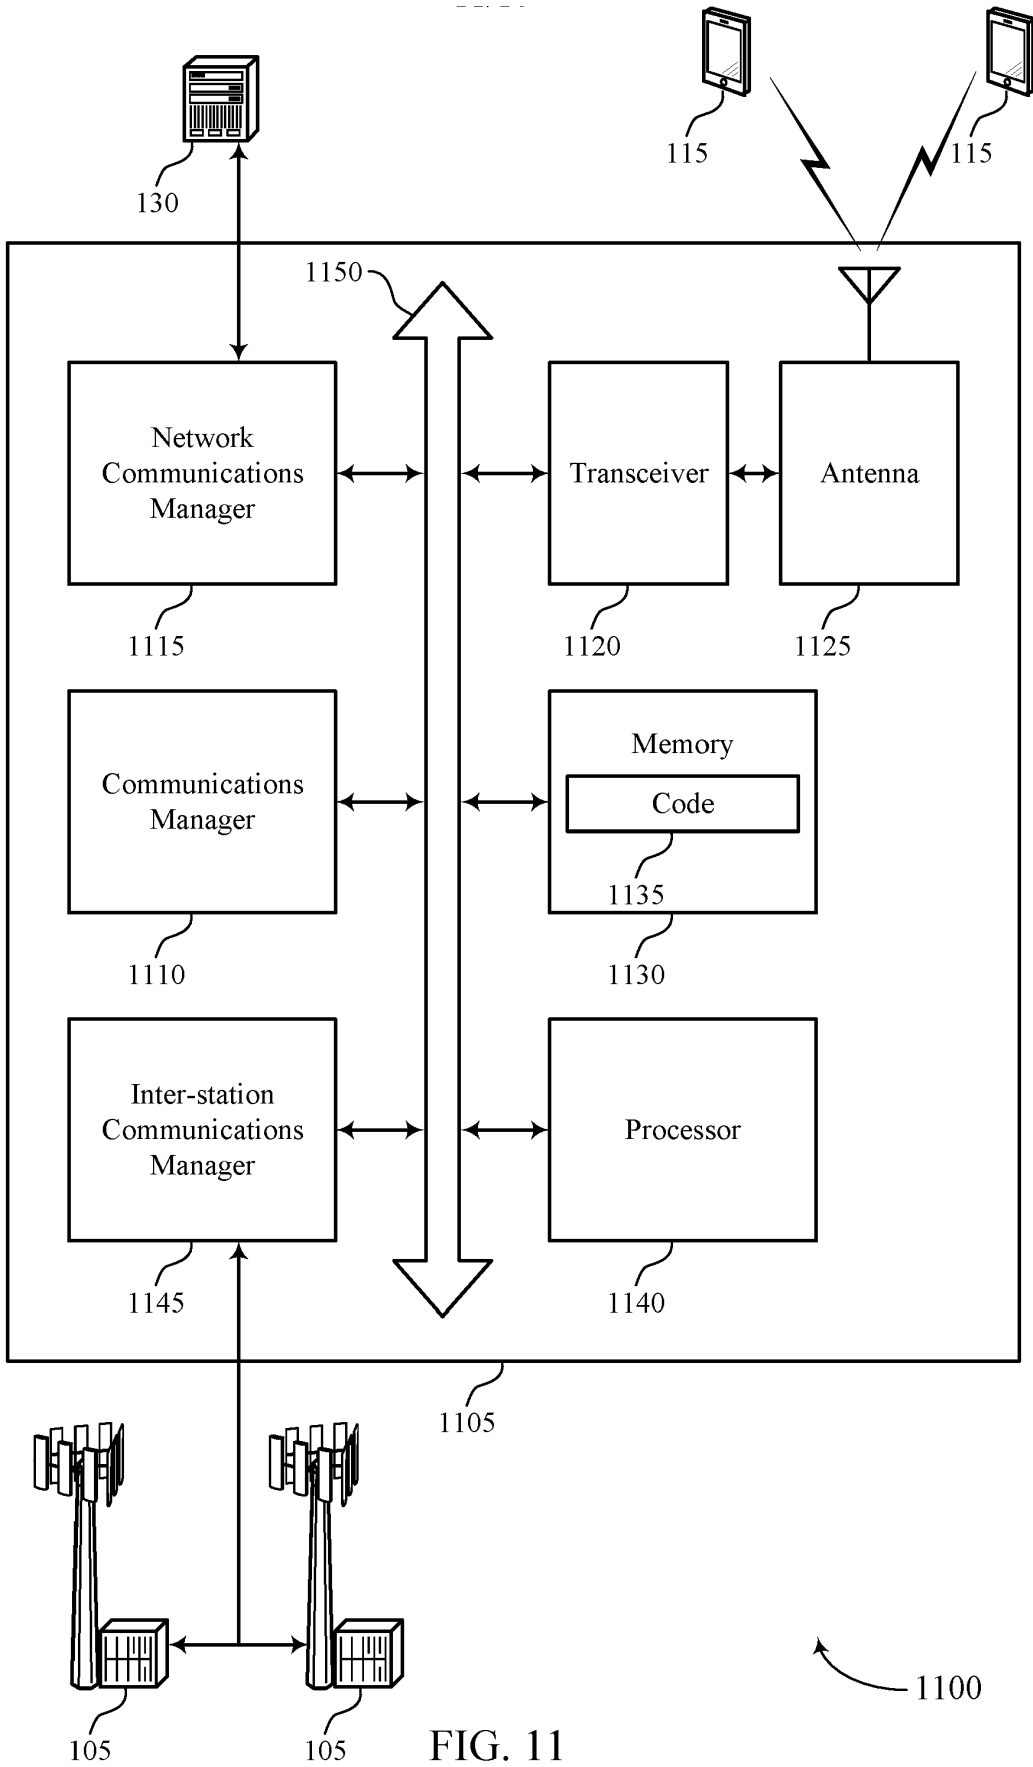 115
115
130
1150
Network
Communications
Manager
Transceiver
Antenna
1115
1120
1125
Communications
Manager
Memory
Code
1135
1110
1130
Inter-station
Communications
Manager
Processor
1145
1140
1105
1100
105
105
FIG. 11